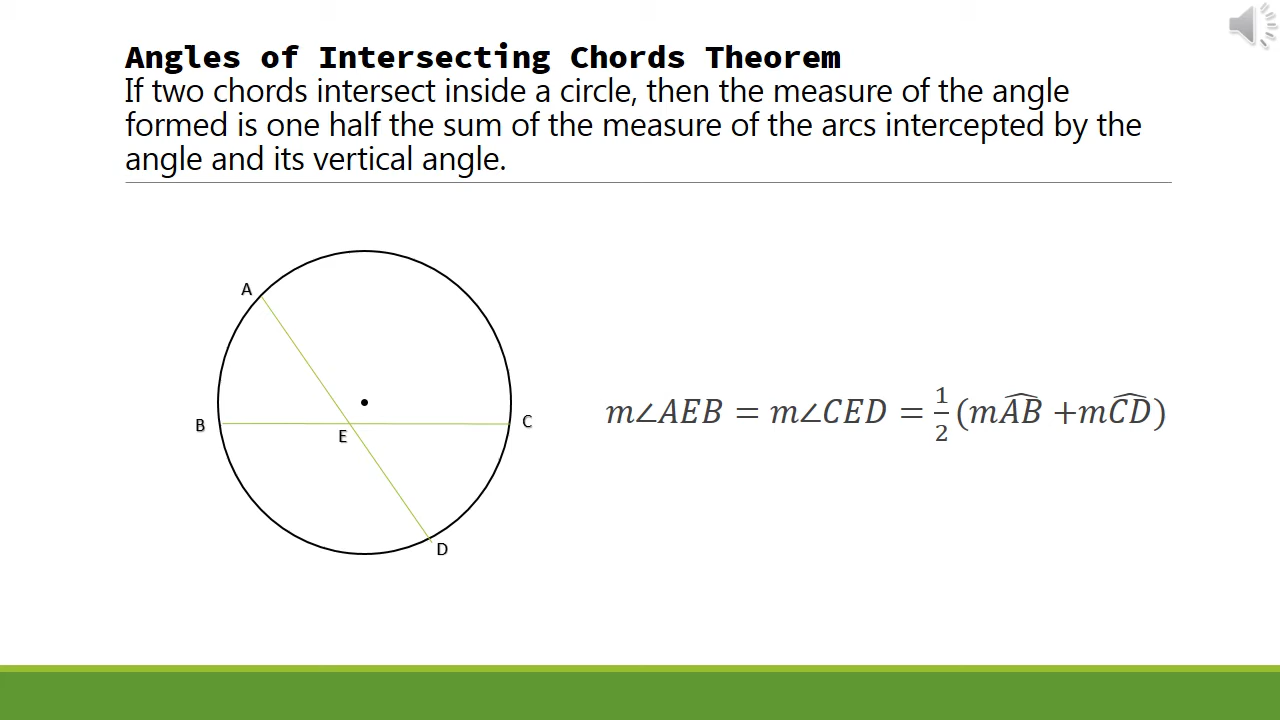 Angles of Intersecting Chords Theorem
If two chords intersect inside a circle, then the measure of the angle
formed is one half the sum of the measure of the arcs intercepted by the
angle and its vertical angle.
A
B
E
C
D
m∠AEB = m∠CED = 1/2 (mA͡B + mC͡D)